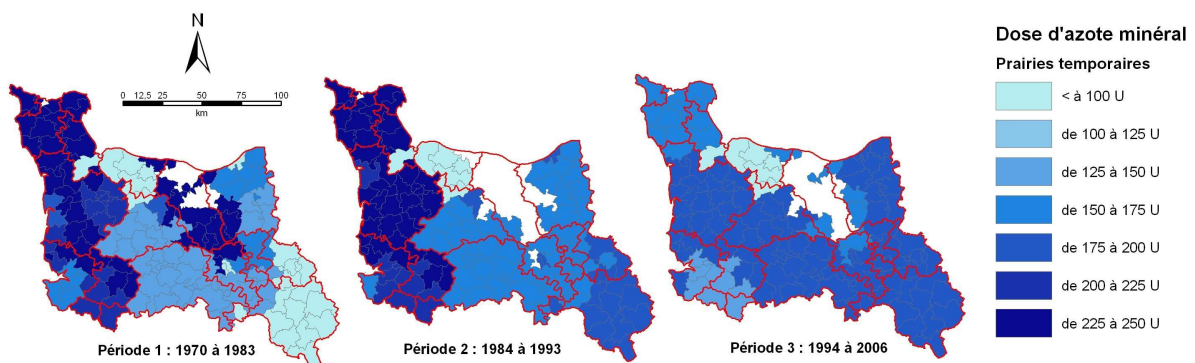 N
0 12,5 25 50 75 100
km
Période 1 : 1970 à 1983
Période 2 : 1984 à 1993
Période 3 : 1994 à 2006
Dose d'azote minéral
Prairies temporaires
< à 100 U
de 100 à 125 U
de 125 à 150 U
de 150 à 175 U
de 175 à 200 U
de 200 à 225 U
de 225 à 250 U